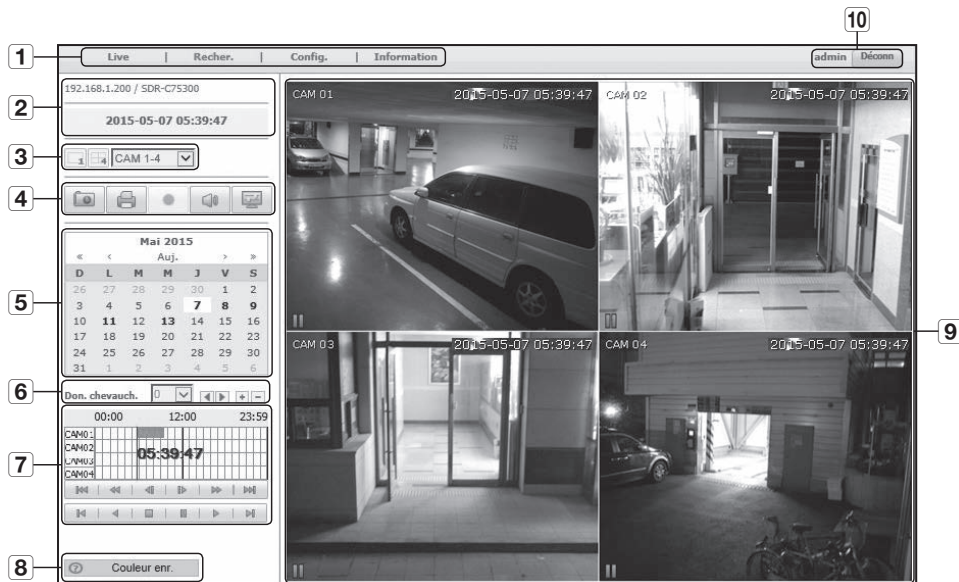 10
1
Live | Recher. | Config. | Information
admin Déconn
2
192.168.1.200 / SDR-C75300
2015-05-07 05:39:47
3
1 4 CAM 1-4
4
5
Mai 2015
« ‹ Auj. › »
D L M M J V S
26 27 28 29 30 1 2
3 4 5 6 7 8 9
10 11 12 13 14 15 16
17 18 19 20 21 22 23
24 25 26 27 28 29 30
31 1 2 3 4 5 6
6
Don. chevauch. 0
7
00:00 12:00 23:59
CAM01
CAM02
CAM03
CAM04
05:39:47
8
Couleur enr.
CAM 01 2015-05-07 05:39:47
CAM 02 2015-05-07 05:39:47
CAM 03 2015-05-07 05:39:47
CAM 04 2015-05-07 05:39:47
9